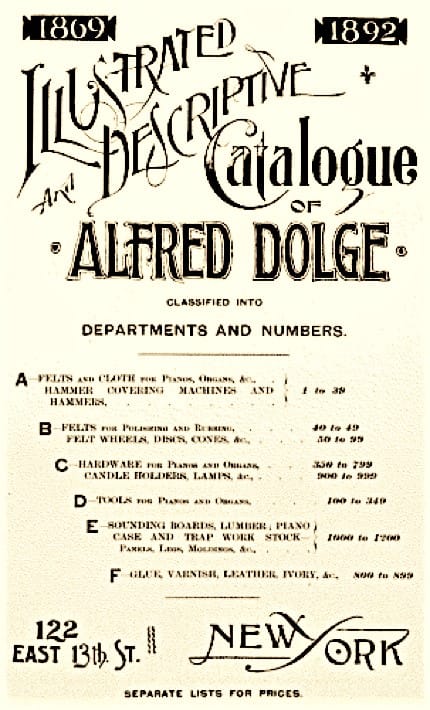 1869 1892
ILLUSTRATED
AND DESCRIPTIVE
Catalogue
OF
ALFRED DOLGE
CLASSIFIED INTO
DEPARTMENTS AND NUMBERS.
A—FELTS AND CLOTH FOR PIANOS, ORGANS, &c.,
HAMMER COVERING MACHINES AND 1 to 39
HAMMERS,
B—FELTS FOR POLISHING AND RUBBING, 40 to 49
FELT WHEELS, DISCS, CONES, &c., 50 to 99
C—HARDWARE FOR PIANOS AND ORGANS, 350 to 799
CANDLE HOLDERS, LAMPS, &c., 900 to 999
D—TOOLS FOR PIANOS AND ORGANS, 100 to 349
E—SOUNDING BOARDS, LUMBER; PIANO
CASE AND TRAP WORK STOCK— 1000 to 1200
PANELS, LEGS, MOLDINGS, &c.,
F—GLUE, VARNISH, LEATHER, IVORY, &c., 800 to 899
122
EAST 13th. ST. NEW YORK
SEPARATE LISTS FOR PRICES.